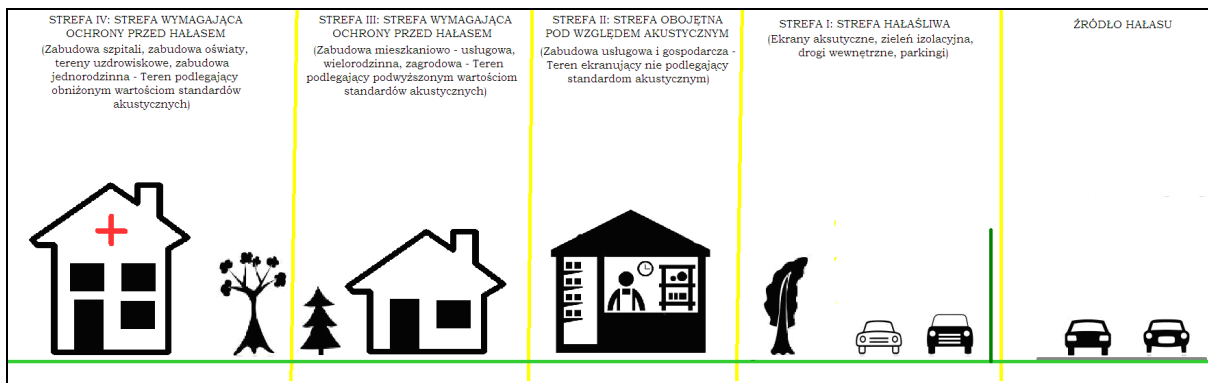 STREFA IV: STREFA WYMAGAJĄCA
OCHRONY PRZED HAŁASEM
(Zabudowa szpitali, zabudowa oświaty,
tereny uzdrowiskowe, zabudowa
jednorodzinna - Teren podlegający
obniżonym wartościom standardów
akustycznych)
STREFA III: STREFA WYMAGAJĄCA
OCHRONY PRZED HAŁASEM
(Zabudowa mieszkaniowo - usługowa,
wielorodzinna, zagrodowa - Teren
podlegający podwyższonym wartościom
standardów akustycznych)
STREFA II: STREFA OBOJĘTNA
POD WZGLĘDEM AKUSTYCZNYM
(Zabudowa usługowa i gospodarcza -
Teren ekranujący nie podlegający
standardom akustycznym)
STREFA I: STREFA HAŁAŚLIWA
(Ekrany aksutyczne, zieleń izolacyjna,
drogi wewnętrzne, parkingi)
ŹRÓDŁO HAŁASU